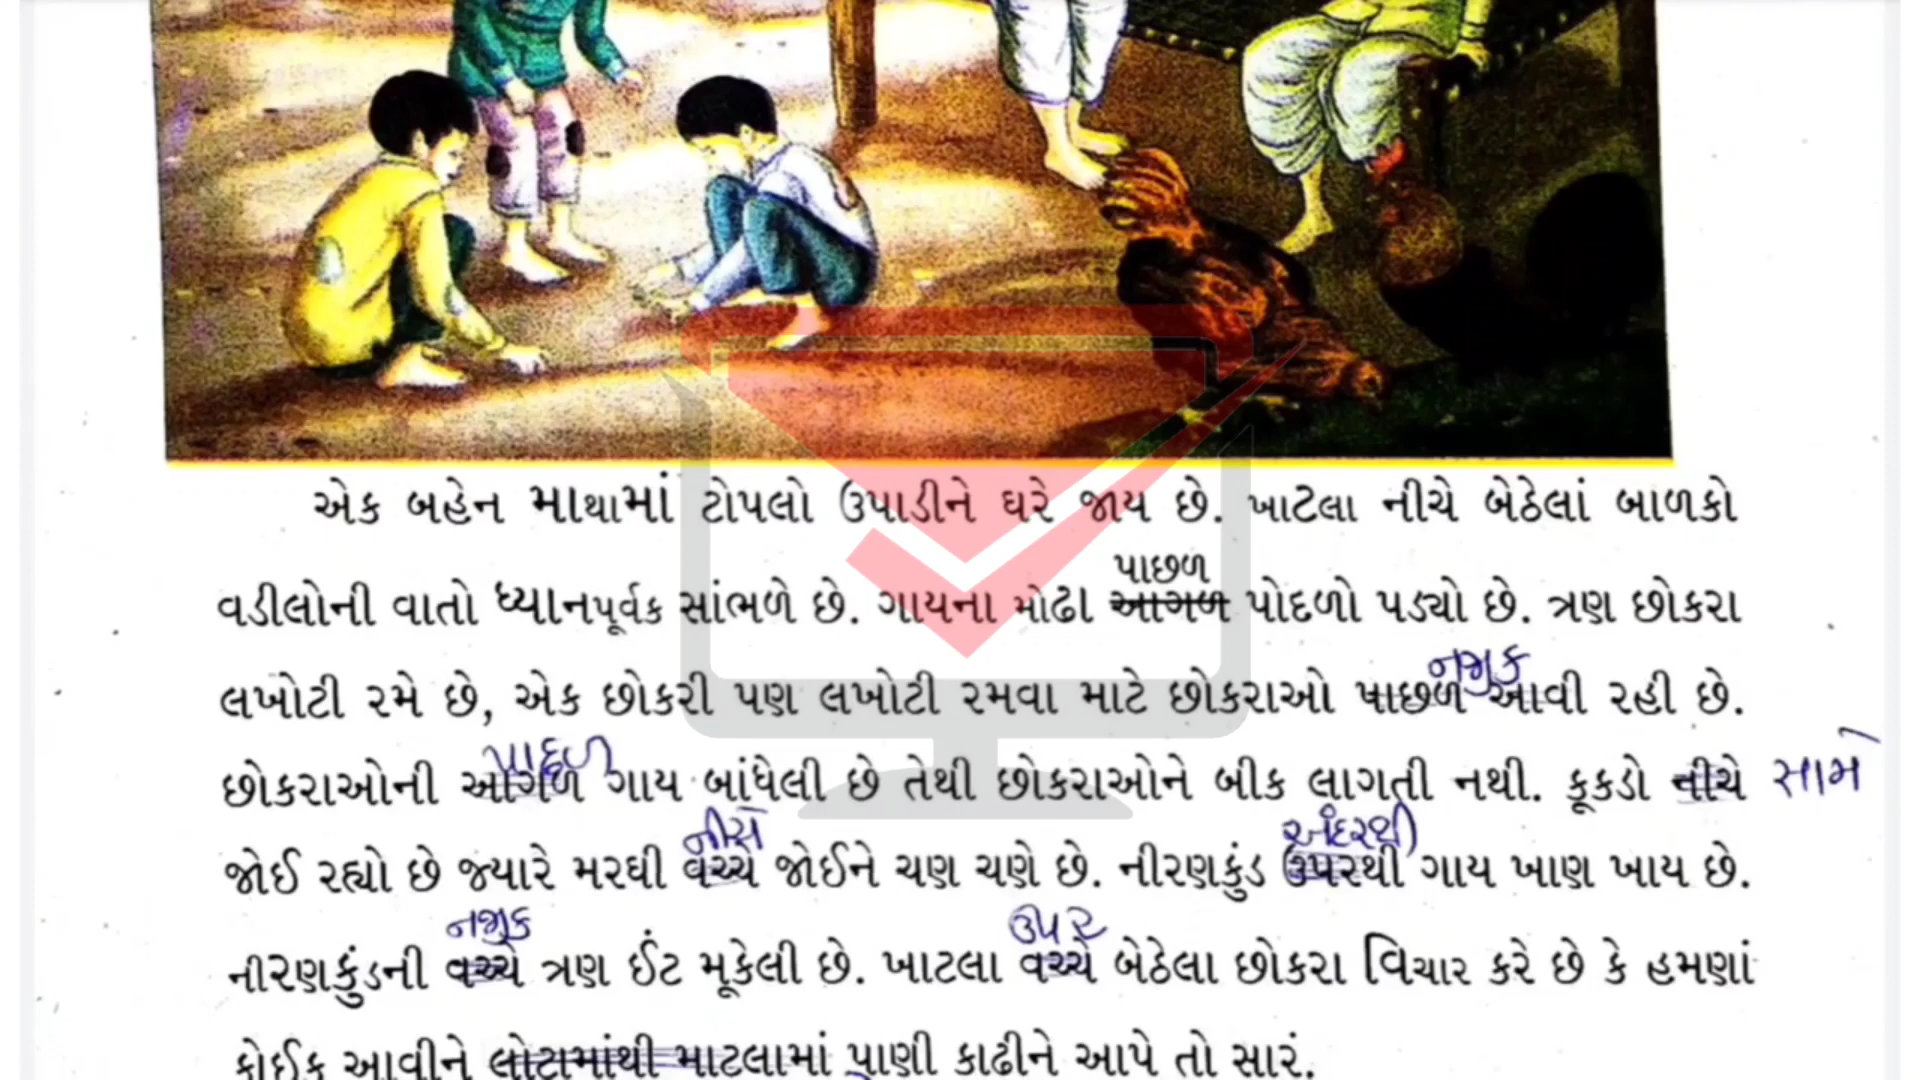 એક બહેન માથામાં ટોપલો ઉપાડીને ઘરે જાય છે. ખાટલા નીચે બેઠેલાં બાળકો
પાછળ
વડીલોની વાતો ધ્યાનપૂર્વક સાંભળે છે. ગાયના મોઢા આગળ પોદળો પડ્યો છે. ત્રણ છોકરા
નજીક
લખોટી રમે છે, એક છોકરી પણ લખોટી રમવા માટે છોકરાઓ પાછળ આવી રહી છે.
પાછળ
છોકરાઓની આગળ ગાય બાંધેલી છે તેથી છોકરાઓને બીક લાગતી નથી. કૂકડો નીચે સામે
નીચે અંદરથી
જોઈ રહ્યો છે જ્યારે મરઘી વચ્ચે જોઈને ચણ ચણે છે. નીરણકુંડ ઉપરથી ગાય ખાણ ખાય છે.
નજીક ઉપર
નીરણકુંડની વચ્ચે ત્રણ ઈંટ મૂકેલી છે. ખાટલા વચ્ચે બેઠેલા છોકરા વિચાર કરે છે કે હમણાં
કોઈક આવીને લોટામાંથી માટલામાં પાણી કાઢીને આપે તો સારું.